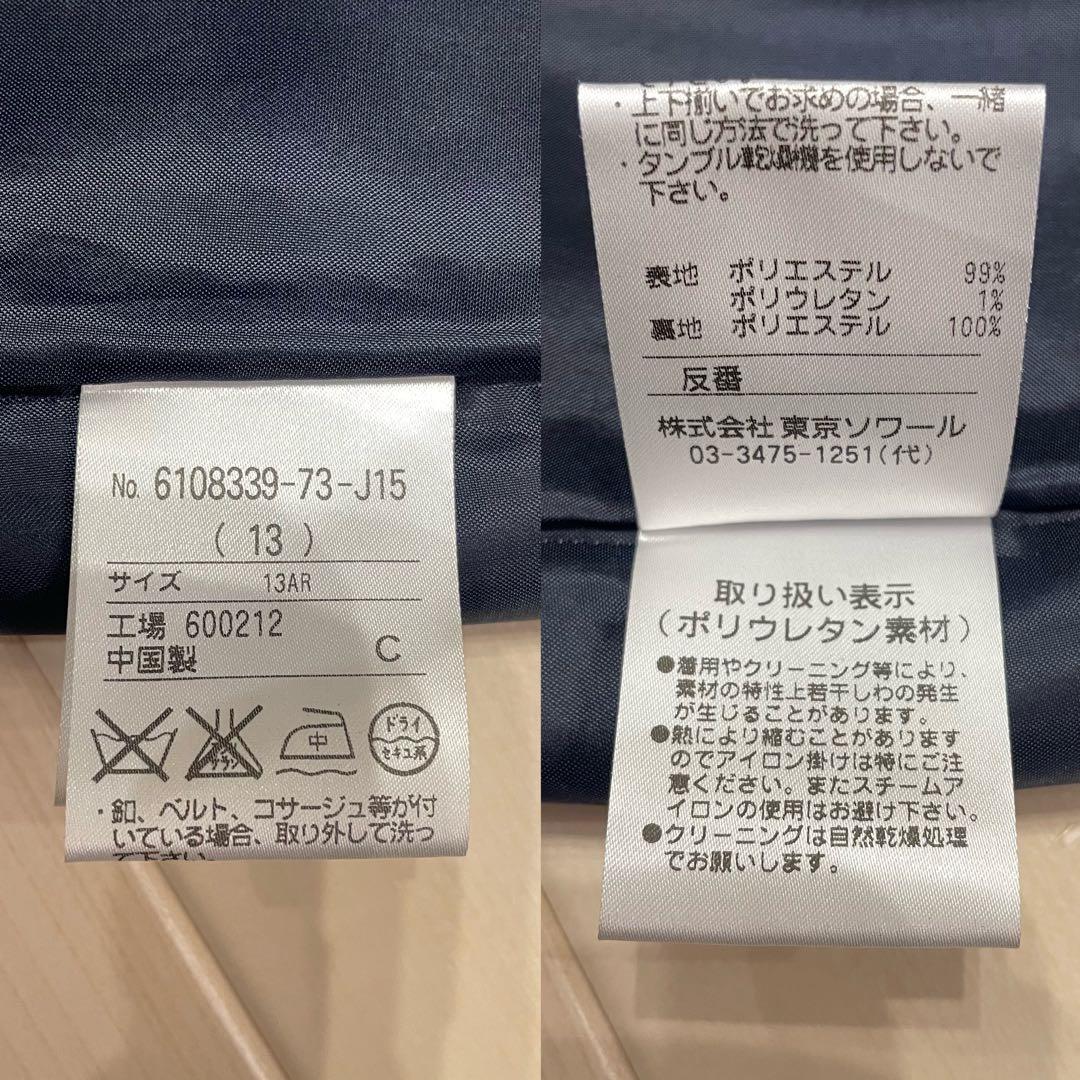 No. 6108339-73-J15
( 13 )
サイズ 13AR
工場 600212
中国製 C
エンソ サラシ
中
ドライ
セキユ系
・釦、ベルト、コサージュ等が付
いている場合、取り外して洗っ
て下さい。
・上下揃いでお求めの場合、一緒
に同じ方法で洗って下さい。
・タンブル乾燥機を使用しないで
下さい。
表地 ポリエステル 99%
ポリウレタン 1%
裏地 ポリエステル 100%
反番
株式会社 東京ソワール
03-3475-1251(代)
取り扱い表示
(ポリウレタン素材)
●着用やクリーニング等により、
素材の特性上若干しわの発生
が生じることがあります。
●熱により縮むことがあります
のでアイロン掛けは特にご注
意ください。またスチームア
イロンの使用はお避け下さい。
●クリーニングは自然乾燥処理
でお願いします。